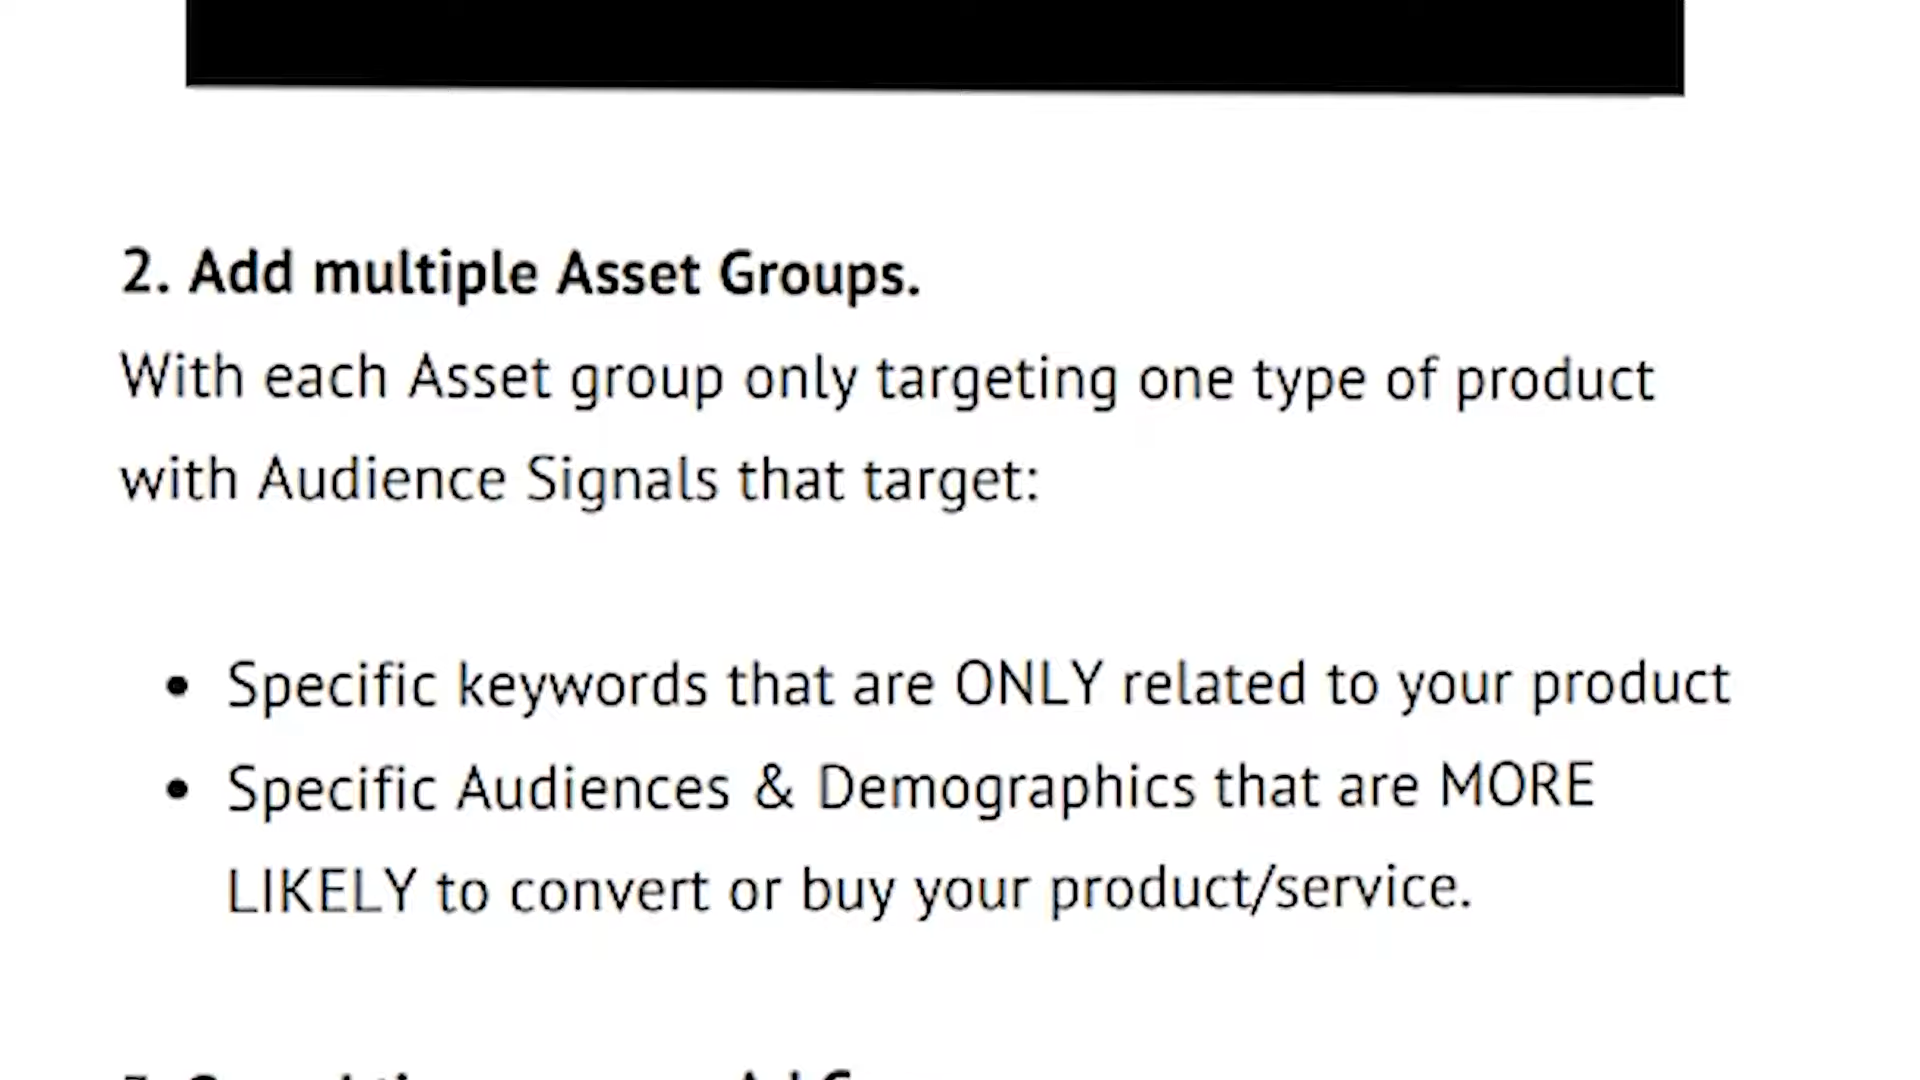 2. Add multiple Asset Groups.
With each Asset group only targeting one type of product
with Audience Signals that target:
• Specific keywords that are ONLY related to your product
• Specific Audiences & Demographics that are MORE
LIKELY to convert or buy your product/service.